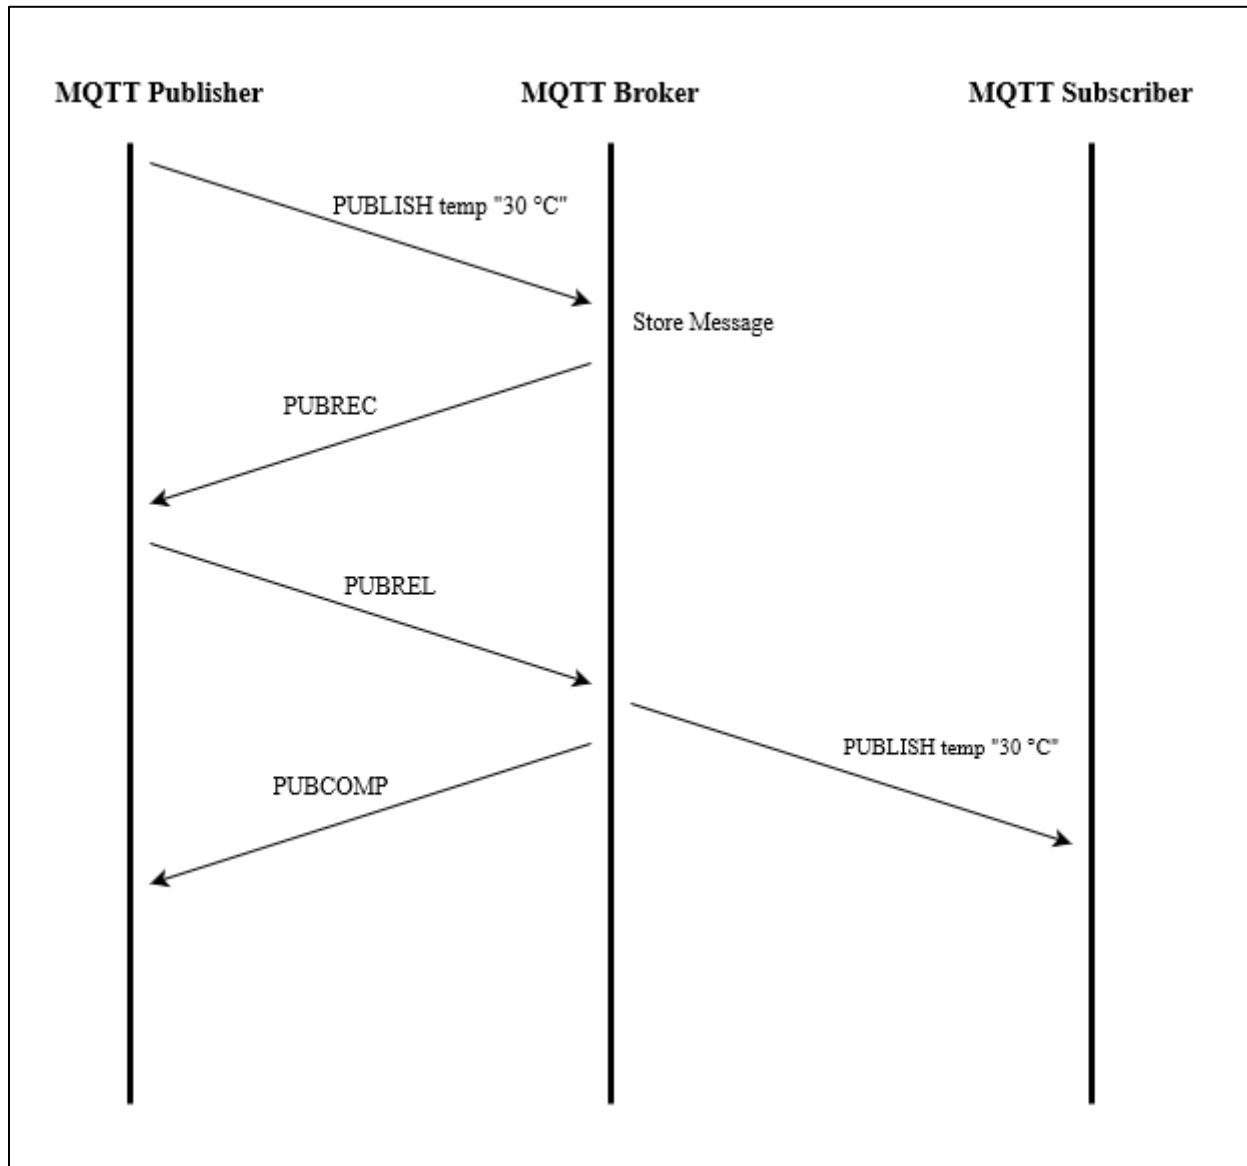 MQTT Publisher
MQTT Broker
MQTT Subscriber
PUBLISH temp "30 °C"
Store Message
PUBREC
PUBREL
PUBLISH temp "30 °C"
PUBCOMP